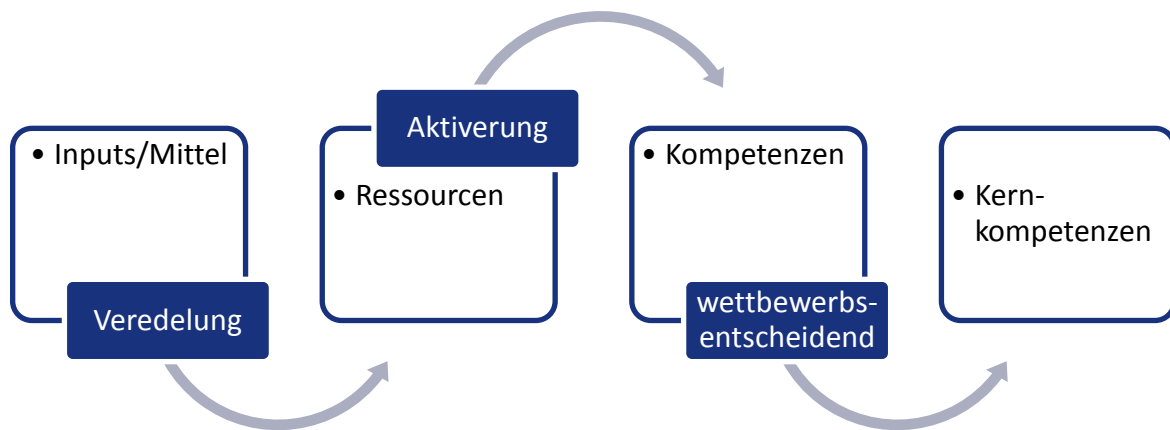 • Inputs/Mittel
Veredelung
Aktiverung
• Ressourcen
• Kompetenzen
wettbewerbs-
entscheidend
• Kern-
kompetenzen